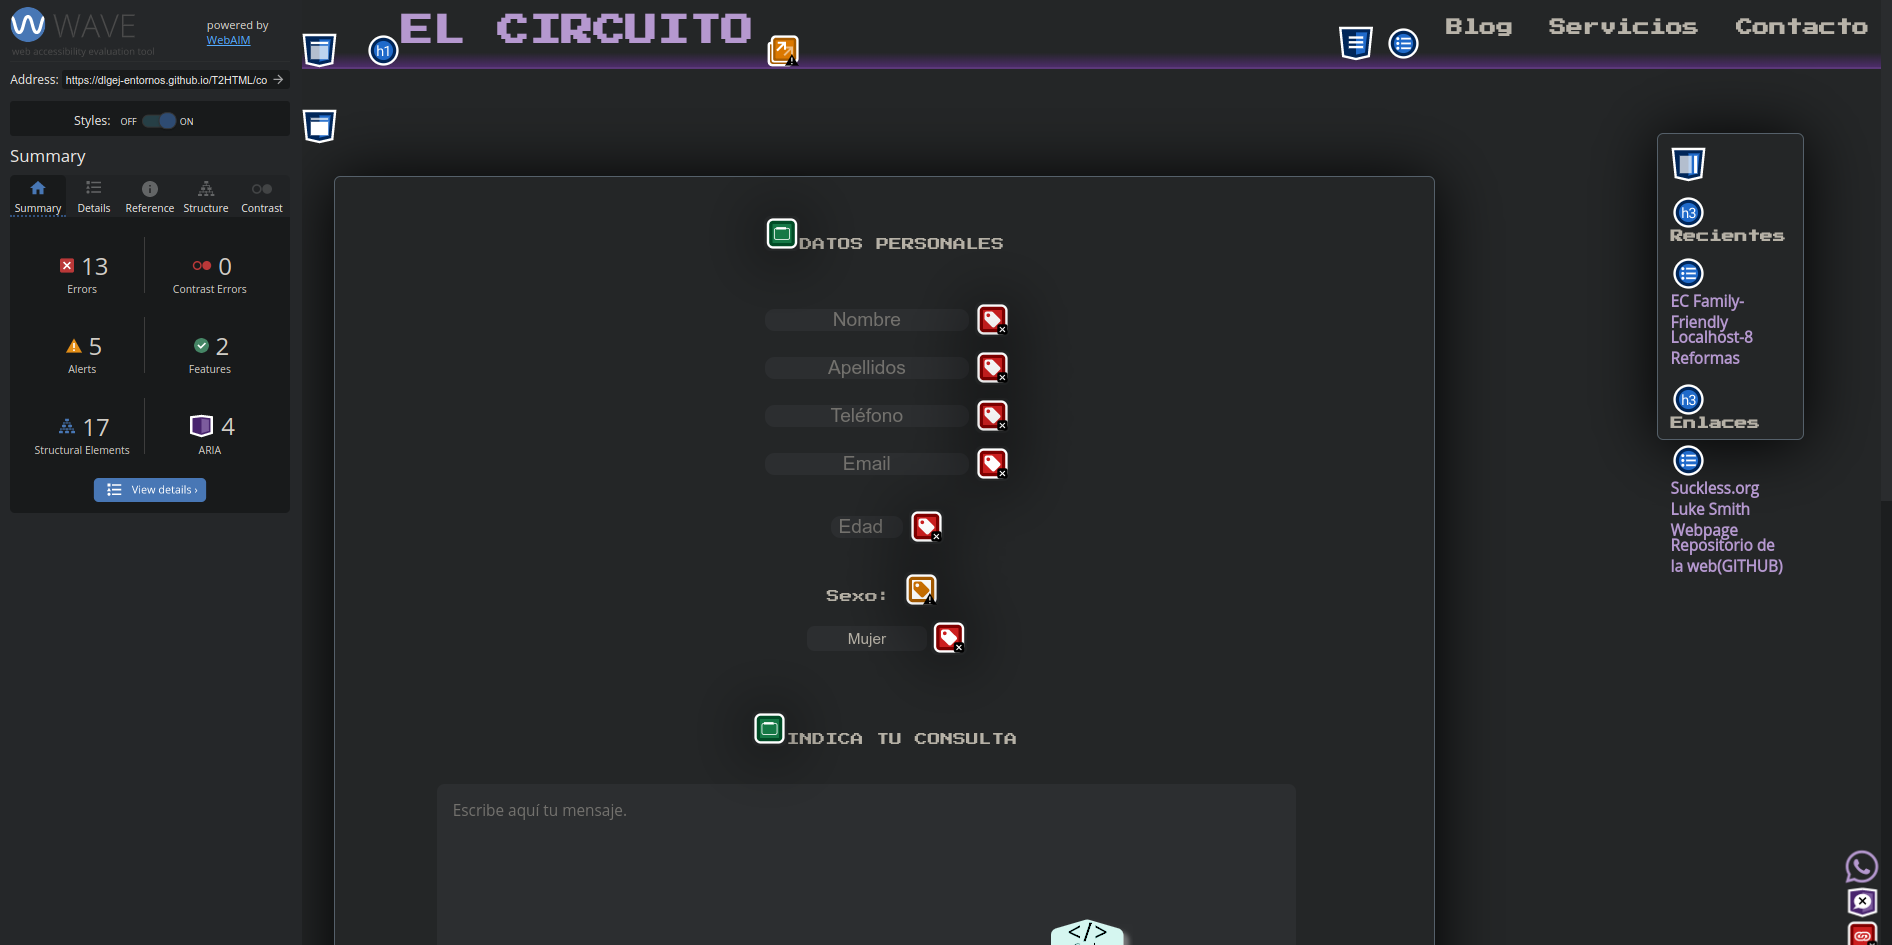 WAVE
web accessibility evaluation tool
powered by
WebAIM
Address: https://dlgej-entornos.github.io/T2HTML/co
Styles: OFF ON
Summary
Summary Details Reference Structure Contrast
13
Errors
0
Contrast Errors
5
Alerts
2
Features
17
Structural Elements
4
ARIA
View details ›
h1
EL CIRCUITO
Blog Servicios Contacto
DATOS PERSONALES
Nombre
Apellidos
Teléfono
Email
Edad
Sexo:
Mujer
INDICA TU CONSULTA
Escribe aquí tu mensaje.
</>
h3
Recientes
EC Family-
Friendly
Localhost-8
Reformas
h3
Enlaces
Suckless.org
Luke Smith
Webpage
Repositorio de
la web(GITHUB)